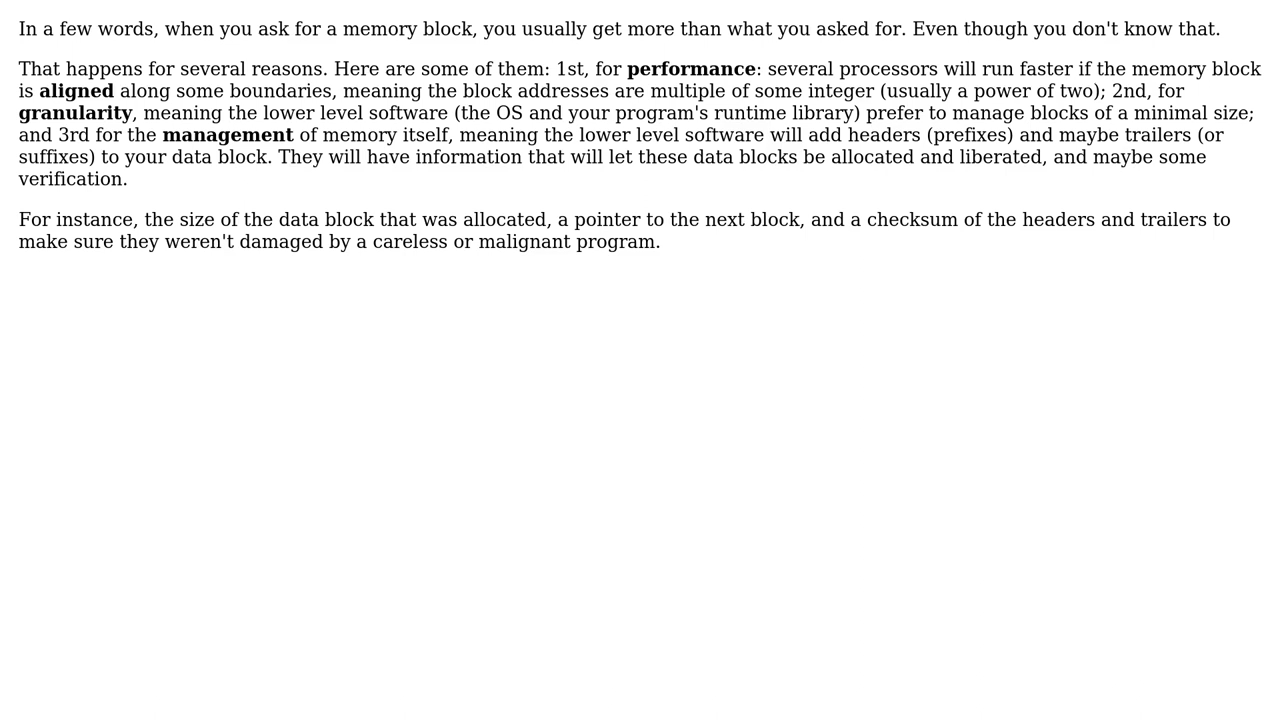 In a few words, when you ask for a memory block, you usually get more than what you asked for. Even though you don't know that.
That happens for several reasons. Here are some of them: 1st, for performance: several processors will run faster if the memory block
is aligned along some boundaries, meaning the block addresses are multiple of some integer (usually a power of two); 2nd, for
granularity, meaning the lower level software (the OS and your program's runtime library) prefer to manage blocks of a minimal size;
and 3rd for the management of memory itself, meaning the lower level software will add headers (prefixes) and maybe trailers (or
suffixes) to your data block. They will have information that will let these data blocks be allocated and liberated, and maybe some
verification.
For instance, the size of the data block that was allocated, a pointer to the next block, and a checksum of the headers and trailers to
make sure they weren't damaged by a careless or malignant program.